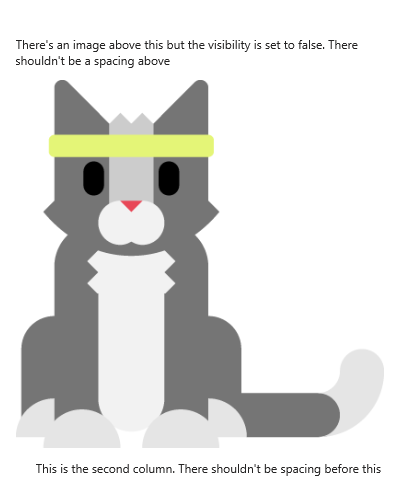 There's an image above this but the visibility is set to false. There
shouldn't be a spacing above
This is the second column. There shouldn't be spacing before this